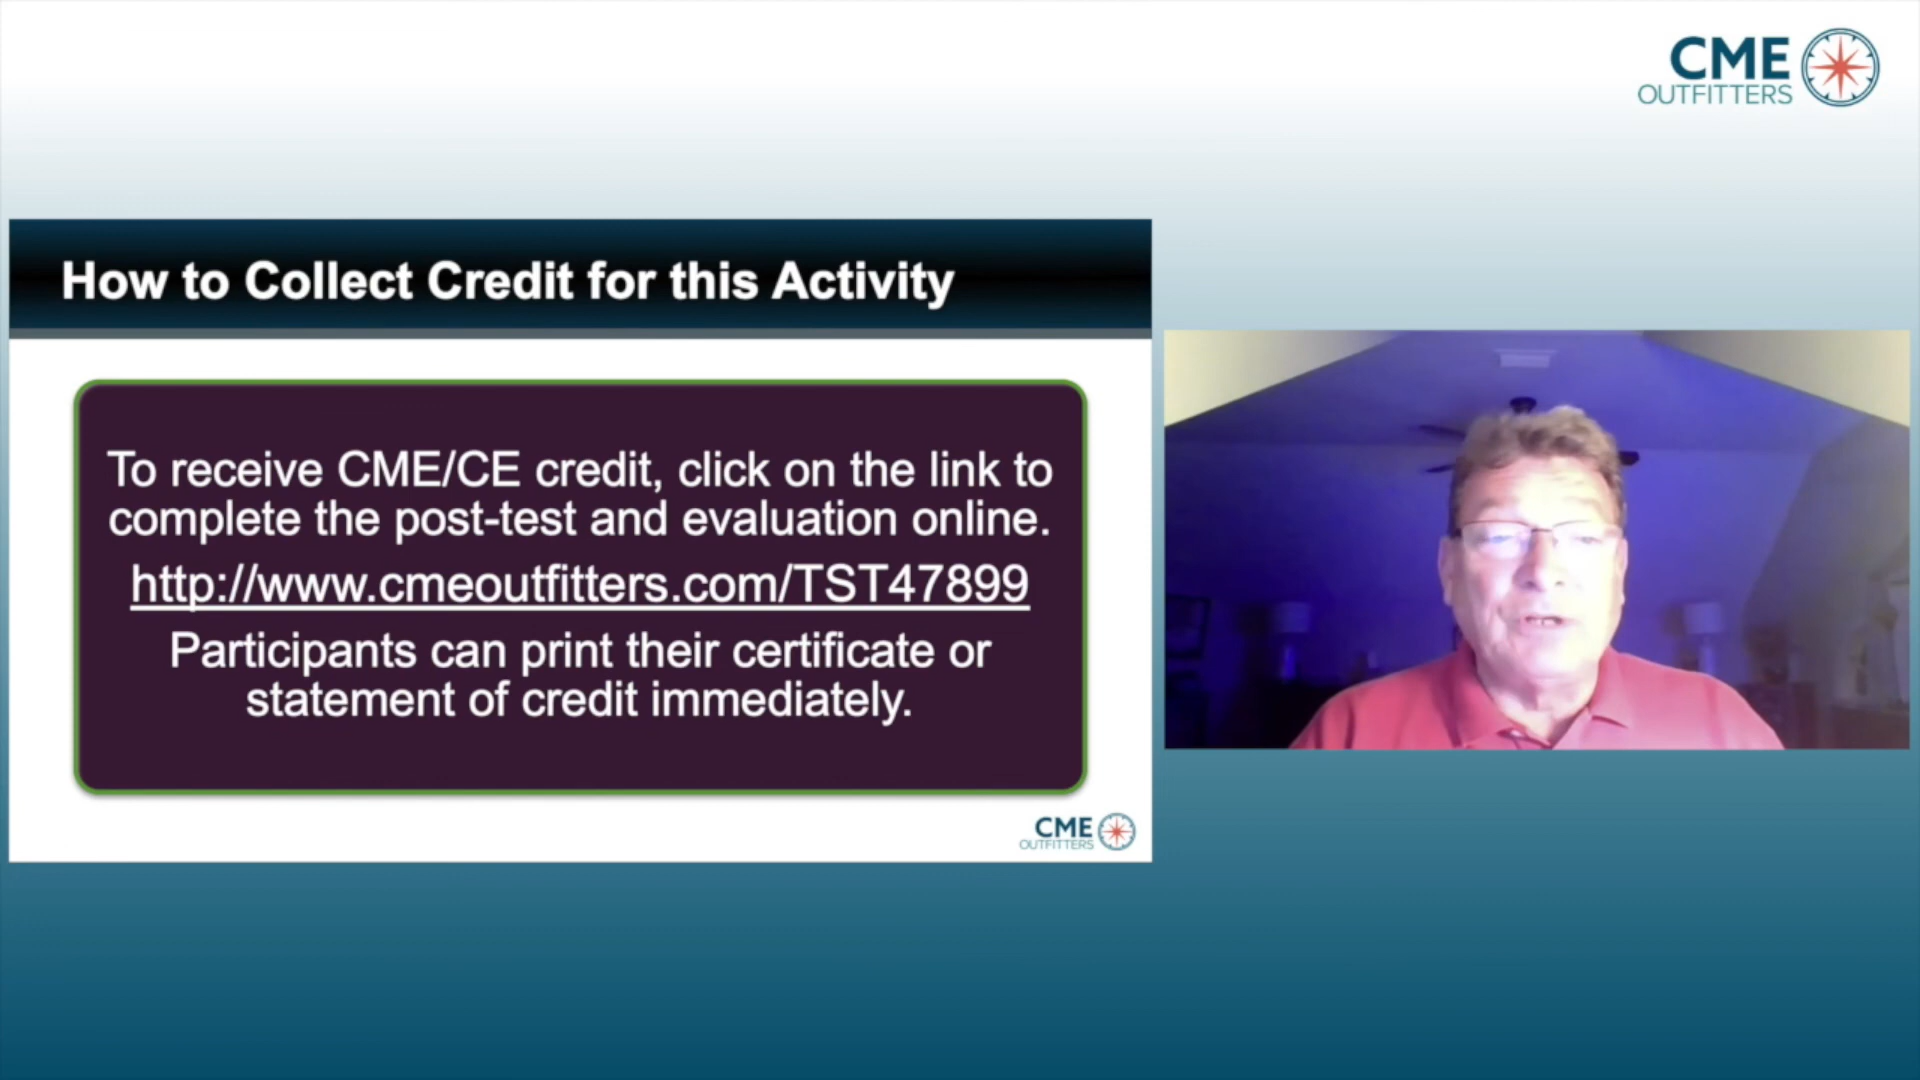 CME
OUTFITTERS
How to Collect Credit for this Activity
To receive CME/CE credit, click on the link to
complete the post-test and evaluation online.
http://www.cmeoutfitters.com/TST47899
Participants can print their certificate or
statement of credit immediately.
CME
OUTFITTERS